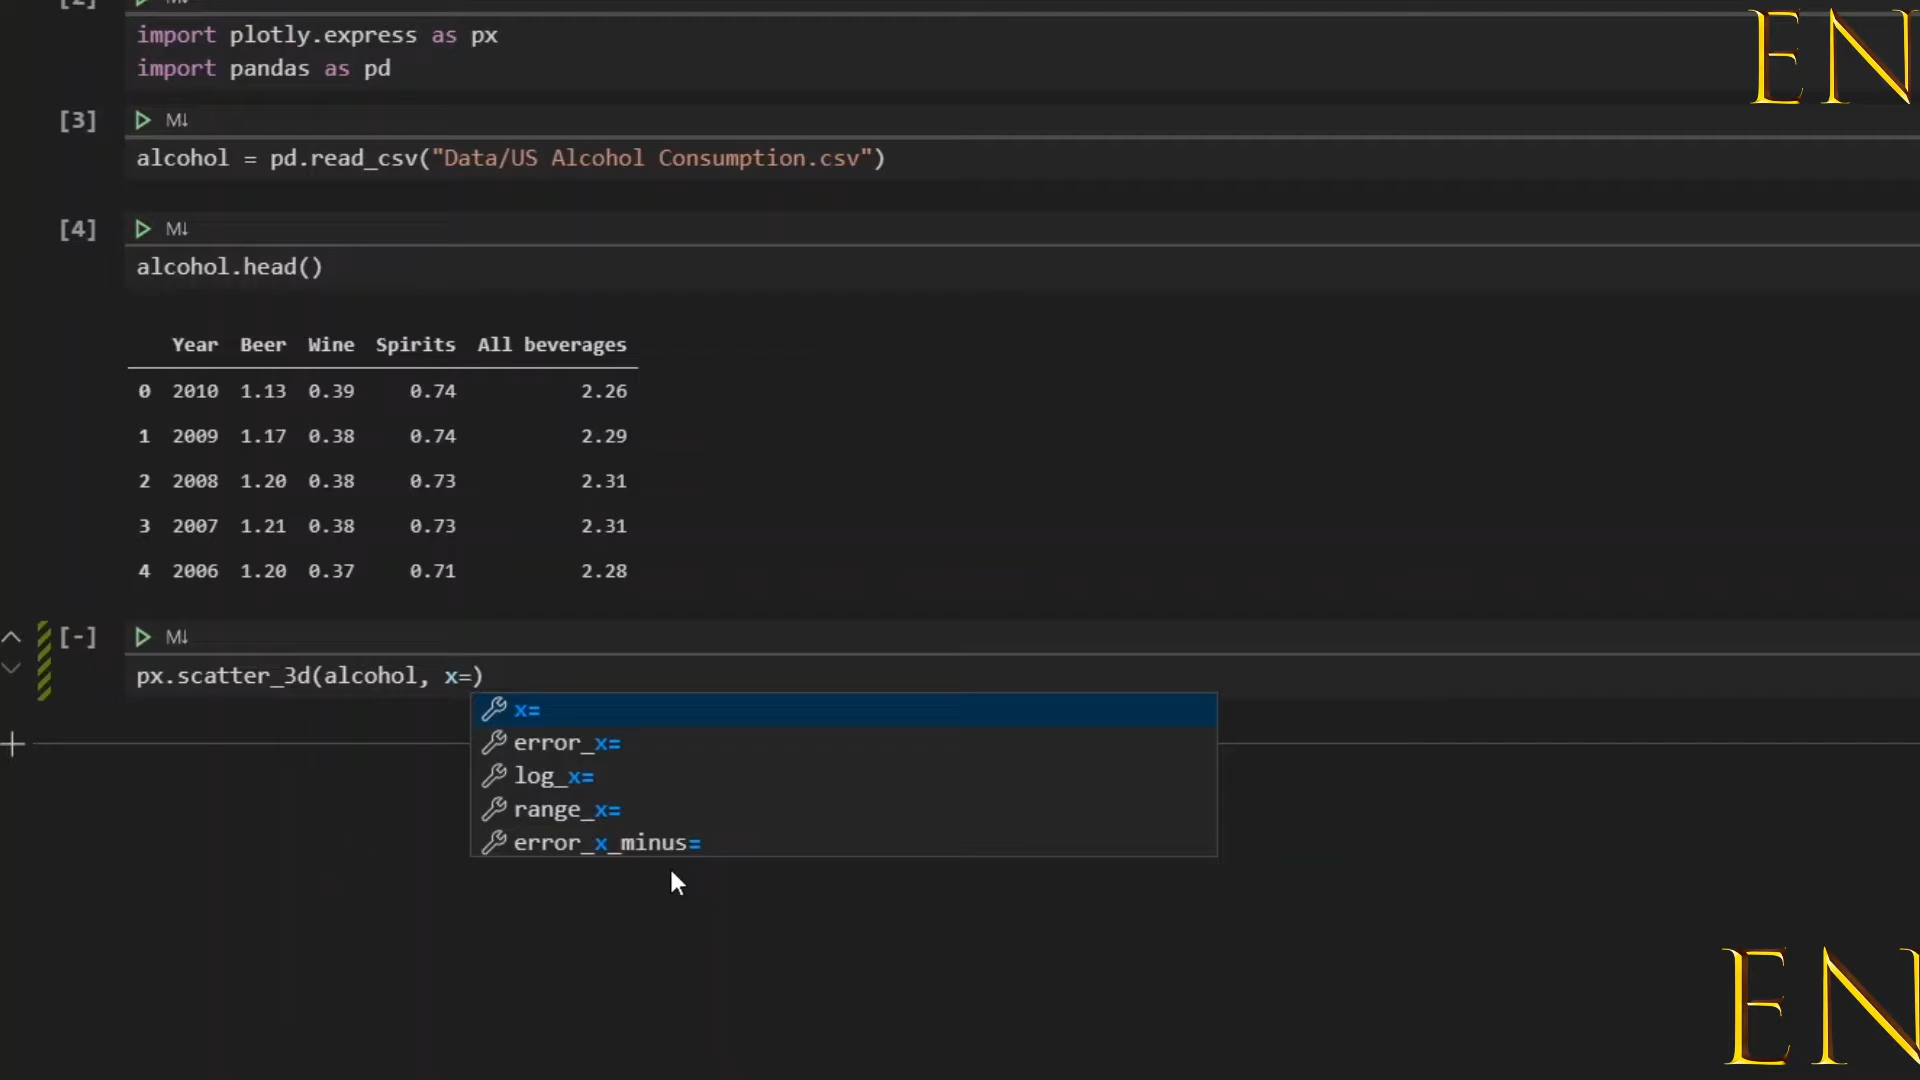 [2] M↓
import plotly.express as px
import pandas as pd
EN
[3] M↓
alcohol = pd.read_csv("Data/US Alcohol Consumption.csv")
[4] M↓
alcohol.head()
Year Beer Wine Spirits All beverages
0 2010 1.13 0.39 0.74 2.26
1 2009 1.17 0.38 0.74 2.29
2 2008 1.20 0.38 0.73 2.31
3 2007 1.21 0.38 0.73 2.31
4 2006 1.20 0.37 0.71 2.28
[-] M↓
px.scatter_3d(alcohol, x=)
x=
error_x=
log_x=
range_x=
error_x_minus=
EN